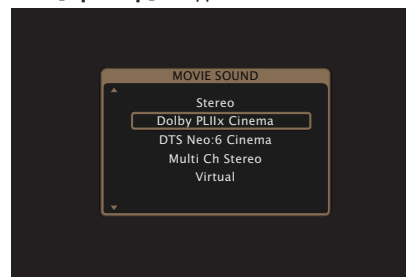 MOVIE SOUND
Stereo
Dolby PLIIx Cinema
DTS Neo:6 Cinema
Multi Ch Stereo
Virtual